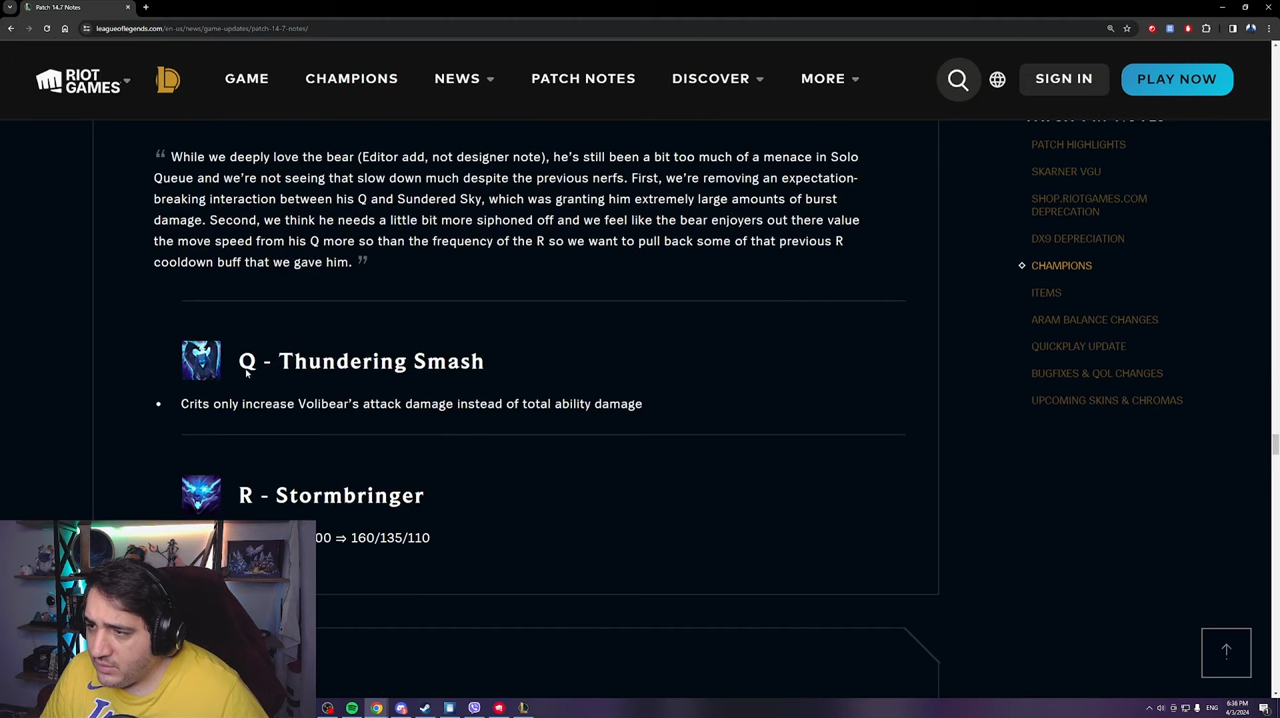 Patch 14.7 Notes
leagueoflegends.com/en-us/news/game-updates/patch-14-7-notes/
RIOT GAMES
GAME
CHAMPIONS
NEWS
PATCH NOTES
DISCOVER
MORE
SIGN IN
PLAY NOW
“ While we deeply love the bear (Editor add, not designer note), he's still been a bit too much of a menace in Solo
Queue and we're not seeing that slow down much despite the previous nerfs. First, we're removing an expectation-
breaking interaction between his Q and Sundered Sky, which was granting him extremely large amounts of burst
damage. Second, we think he needs a little bit more siphoned off and we feel like the bear enjoyers out there value
the move speed from his Q more so than the frequency of the R so we want to pull back some of that previous R
cooldown buff that we gave him. ”
Q - Thundering Smash
• Crits only increase Volibear's attack damage instead of total ability damage
R - Stormbringer
00 ⇒ 160/135/110
PATCH HIGHLIGHTS
SKARNER VGU
SHOP.RIOTGAMES.COM
DEPRECATION
DX9 DEPRECIATION
CHAMPIONS
ITEMS
ARAM BALANCE CHANGES
QUICKPLAY UPDATE
BUGFIXES & QOL CHANGES
UPCOMING SKINS & CHROMAS
ENG
6:36 PM
4/3/2024